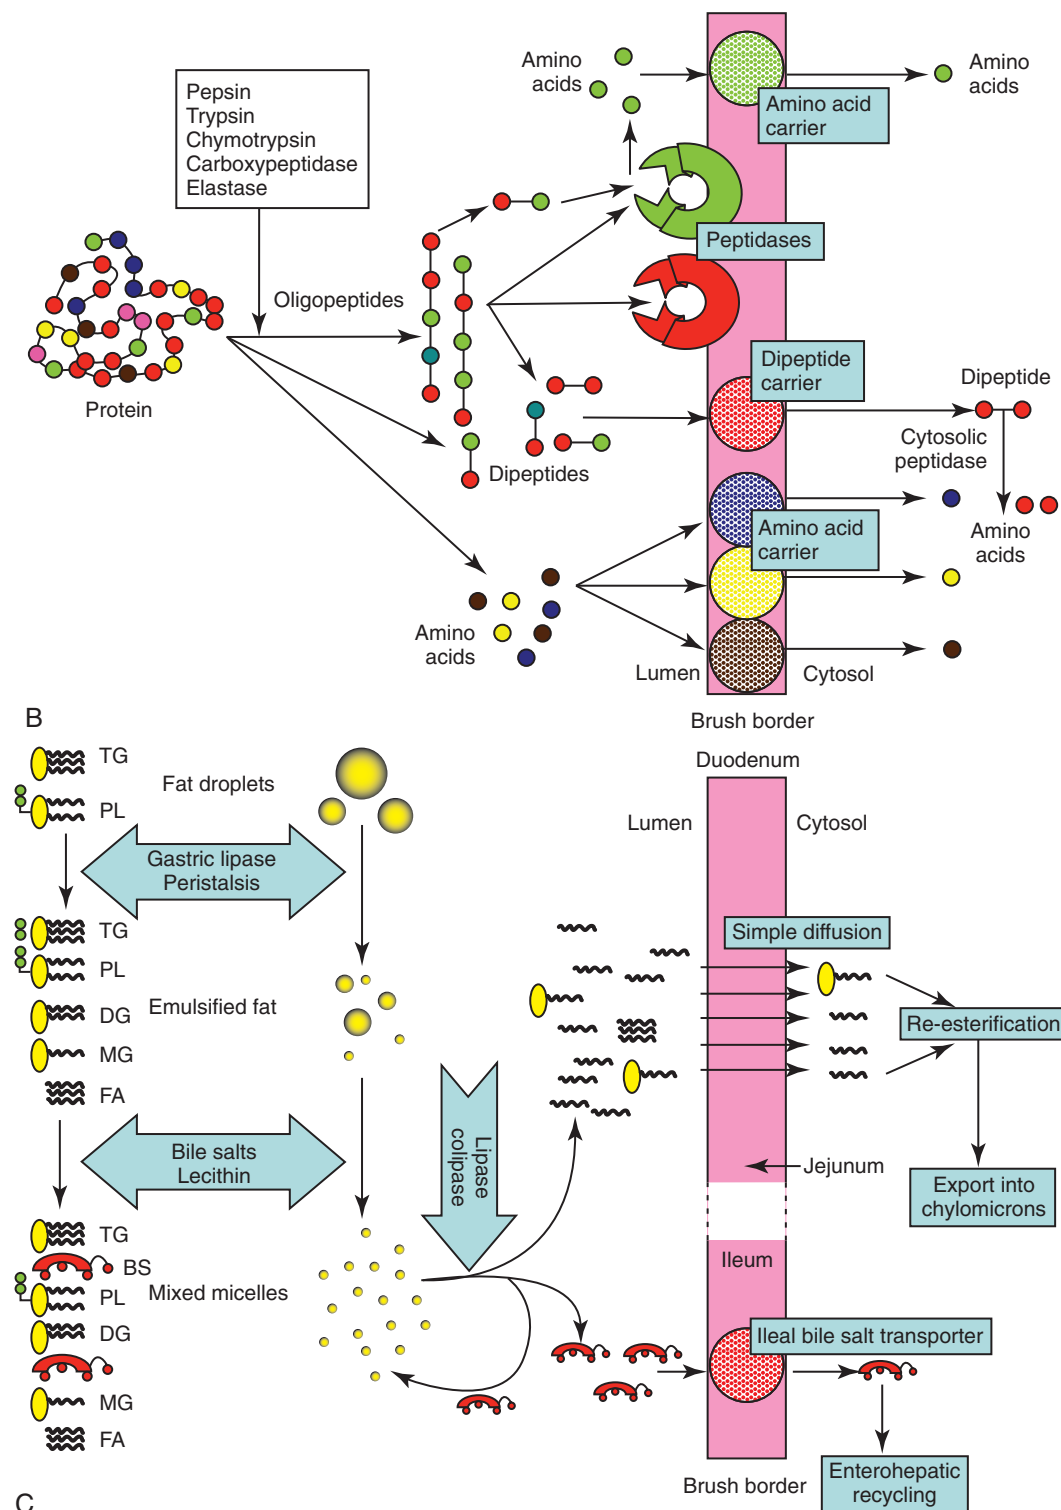 Pepsin
Trypsin
Chymotrypsin
Carboxypeptidase
Elastase
Amino
acids
Amino acid
carrier
Amino
acids
Oligopeptides
Peptidases
Protein
Dipeptide
carrier
Dipeptide
Cytosolic
peptidase
Dipeptides
Amino acid
carrier
Amino
acids
Amino
acids
Lumen
Cytosol
Brush border
B
TG
PL
Fat droplets
Duodenum
Lumen
Cytosol
Gastric lipase
Peristalsis
TG
PL
Simple diffusion
DG
Emulsified fat
MG
FA
Re-esterification
Lipase
colipase
Bile salts
Lecithin
Jejunum
Export into
chylomicrons
TG
BS
Mixed micelles
PL
DG
Ileum
Ileal bile salt transporter
MG
FA
Brush border
Enterohepatic
recycling
C